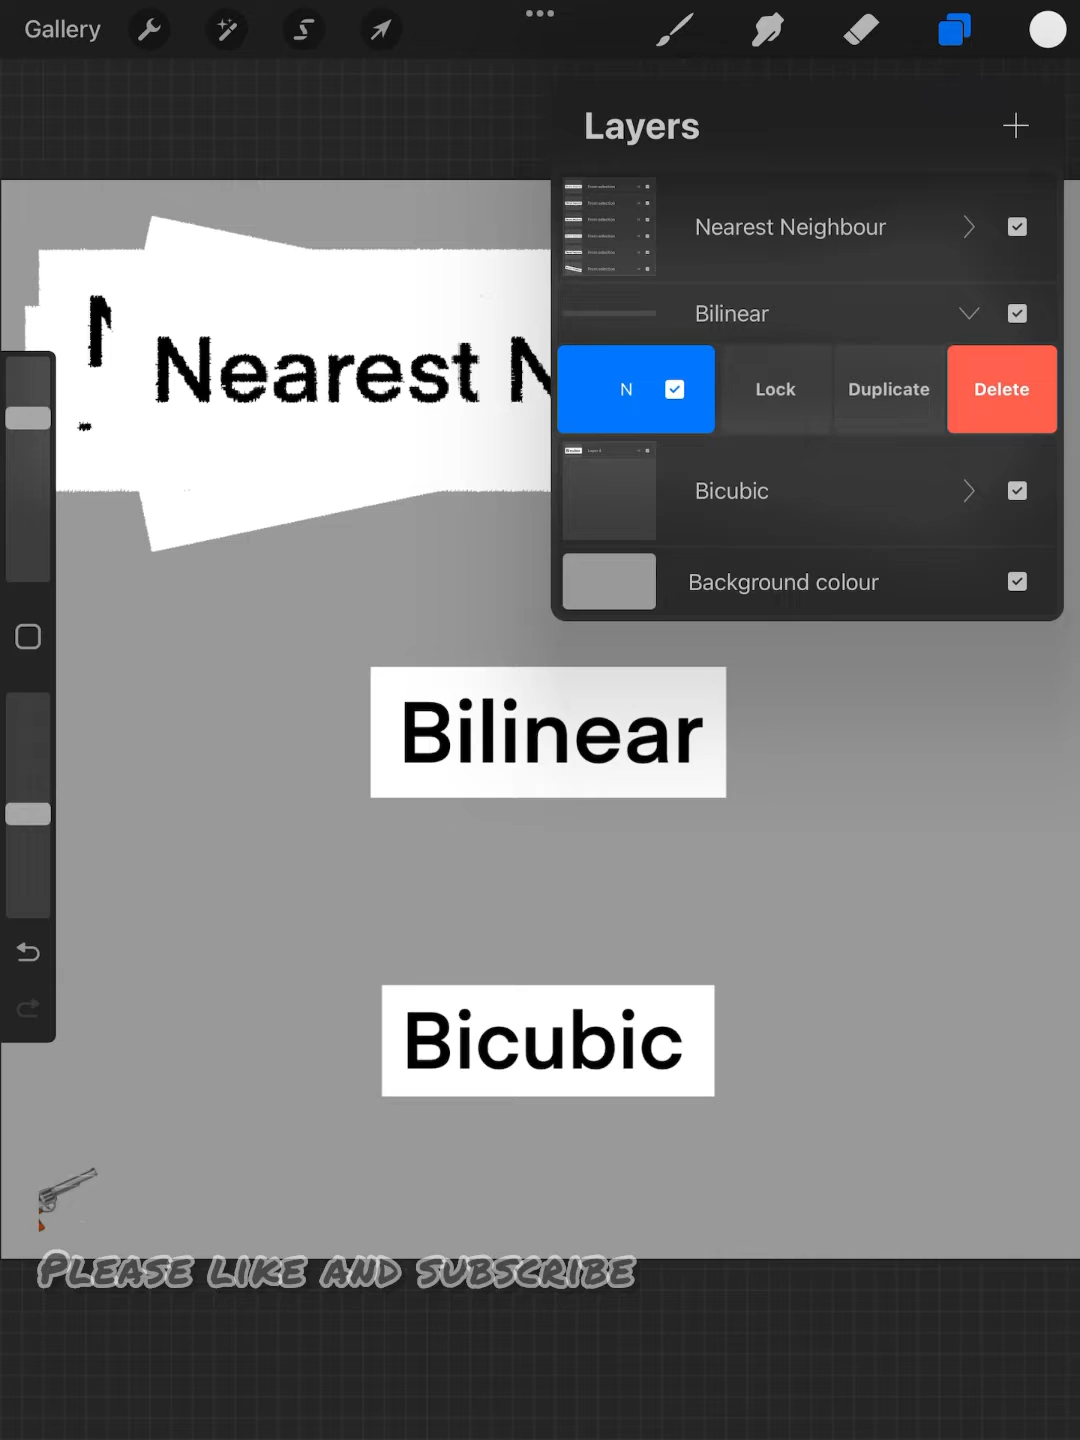 Gallery
Layers
Nearest Neighbour
Bilinear
N
Lock
Duplicate
Delete
Bicubic
Background colour
N
Nearest N
Bilinear
Bicubic
Please like and subscribe